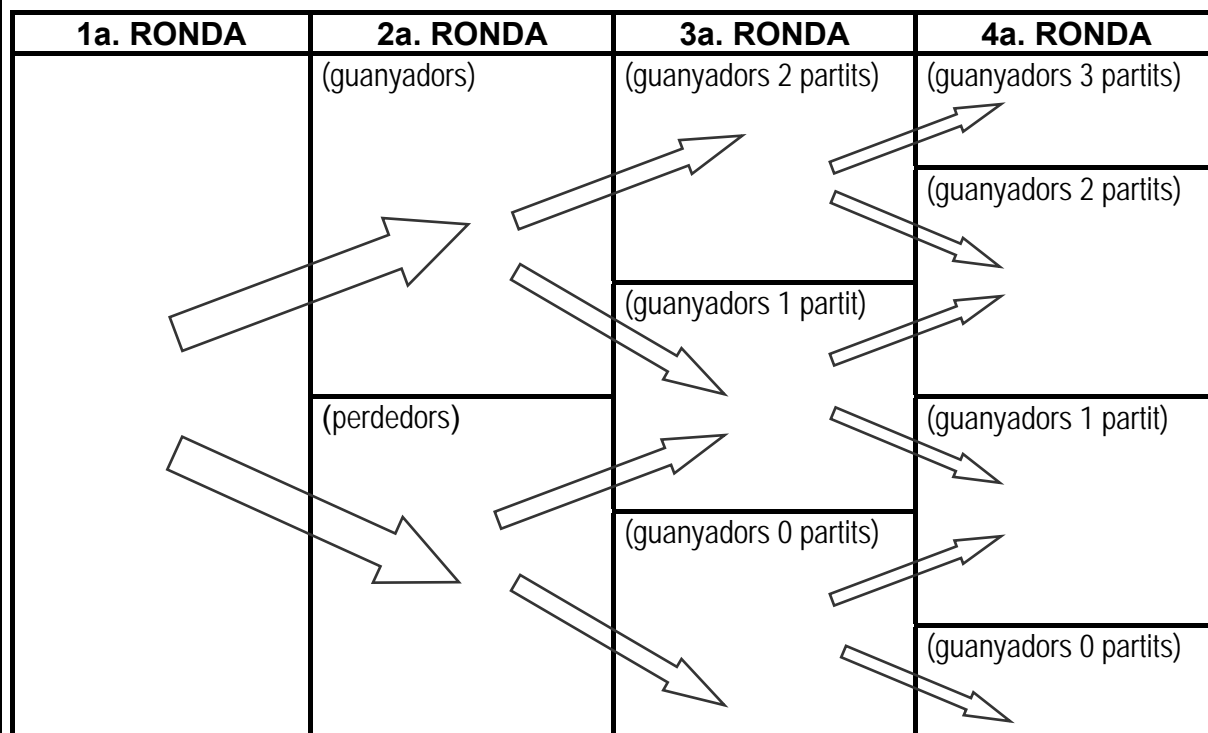 1a. RONDA
2a. RONDA
3a. RONDA
4a. RONDA
(guanyadors)
(perdedors)
(guanyadors 2 partits)
(guanyadors 1 partit)
(guanyadors 0 partits)
(guanyadors 3 partits)
(guanyadors 2 partits)
(guanyadors 1 partit)
(guanyadors 0 partits)